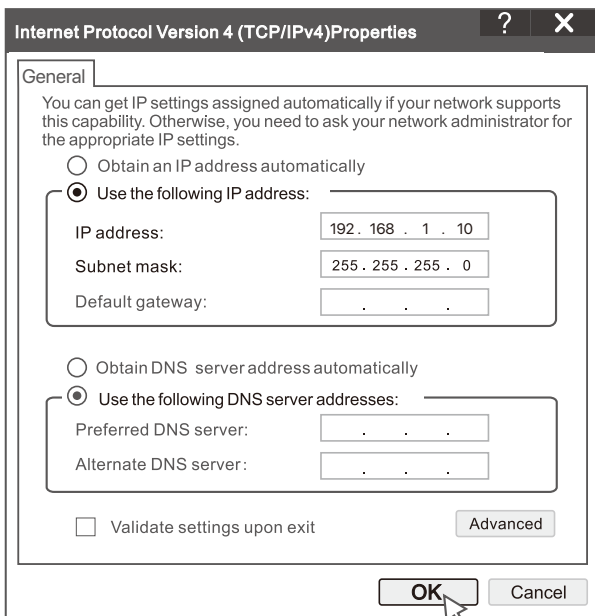 Internet Protocol Version 4 (TCP/IPv4)Properties ? X
General
You can get IP settings assigned automatically if your network supports
this capability. Otherwise, you need to ask your network administrator for
the appropriate IP settings.
Obtain an IP address automatically
Use the following IP address:
IP address: 192. 168 . 1 . 10
Subnet mask: 255 . 255 . 255 . 0
Default gateway: . . .
Obtain DNS server address automatically
Use the following DNS server addresses:
Preferred DNS server: . . .
Alternate DNS server: . . .
Validate settings upon exit Advanced
OK Cancel